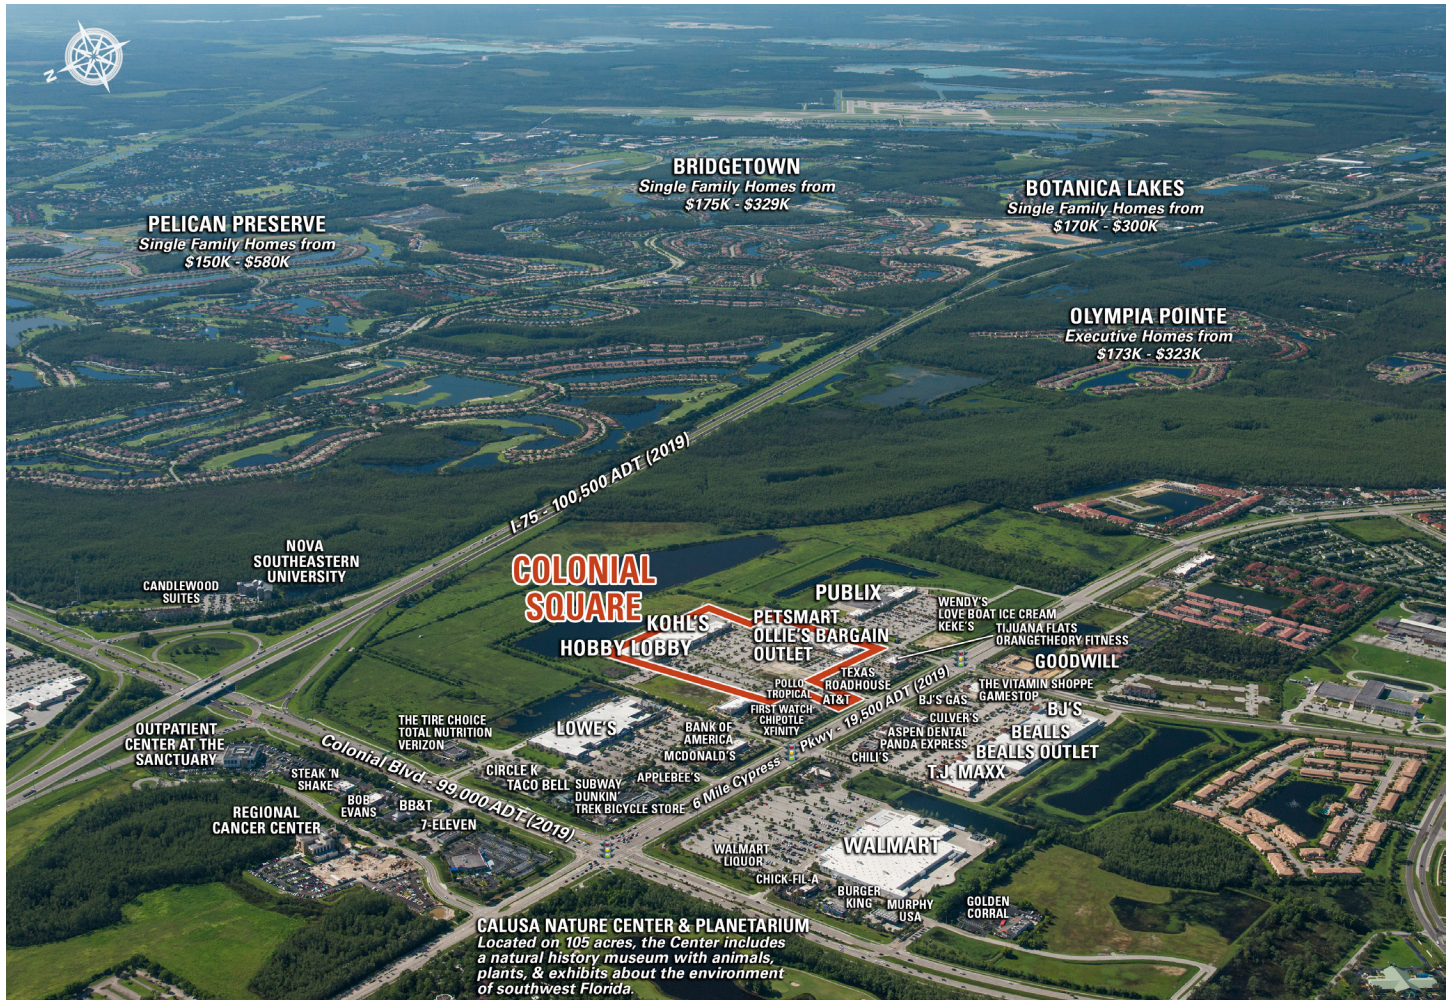 N
BRIDGETOWN
Single Family Homes from
$175K - $329K
BOTANICA LAKES
Single Family Homes from
$170K - $300K
PELICAN PRESERVE
Single Family Homes from
$150K - $580K
OLYMPIA POINTE
Executive Homes from
$173K - $323K
I-75 - 100,500 ADT (2019)
NOVA
SOUTHEASTERN
UNIVERSITY
CANDLEWOOD
SUITES
COLONIAL
SQUARE
KOHL'S
HOBBY LOBBY
PETSMART
OLLIE'S BARGAIN
OUTLET
PUBLIX
WENDY'S
LOVE BOAT ICE CREAM
KEKE'S
TIJUANA FLATS
ORANGETHEORY FITNESS
GOODWILL
TEXAS
ROADHOUSE
POLLO
TROPICAL
AT&T
FIRST WATCH
CHIPOTLE
XFINITY
BJ'S GAS
THE VITAMIN SHOPPE
GAMESTOP
BJ'S
BEALLS
BEALLS OUTLET
T.J. MAXX
CULVER'S
ASPEN DENTAL
PANDA EXPRESS
CHILI'S
6 Mile Cypress Pkwy - 19,500 ADT (2019)
OUTPATIENT
CENTER AT THE
SANCTUARY
THE TIRE CHOICE
TOTAL NUTRITION
VERIZON
LOWE'S
BANK OF
AMERICA
MCDONALD'S
APPLEBEE'S
CIRCLE K
TACO BELL
SUBWAY
DUNKIN'
TREK BICYCLE STORE
Colonial Blvd - 99,000 ADT (2019)
STEAK 'N
SHAKE
BOB
EVANS
BB&T
7-ELEVEN
REGIONAL
CANCER CENTER
WALMART
WALMART
LIQUOR
CHICK-FIL-A
BURGER
KING
MURPHY
USA
GOLDEN
CORRAL
CALUSA NATURE CENTER & PLANETARIUM
Located on 105 acres, the Center includes
a natural history museum with animals,
plants, & exhibits about the environment
of southwest Florida.